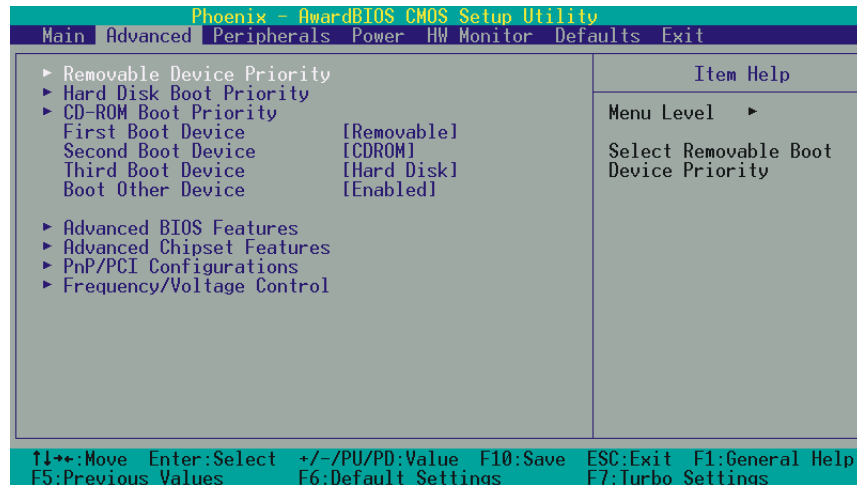 Phoenix - AwardBIOS CMOS Setup Utility
Main Advanced Peripherals Power HW Monitor Defaults Exit
► Removable Device Priority
► Hard Disk Boot Priority
► CD-ROM Boot Priority
First Boot Device [Removable]
Second Boot Device [CDROM]
Third Boot Device [Hard Disk]
Boot Other Device [Enabled]
► Advanced BIOS Features
► Advanced Chipset Features
► PnP/PCI Configurations
► Frequency/Voltage Control
Item Help
Menu Level ►
Select Removable Boot
Device Priority
↑↓→←:Move Enter:Select +/-/PU/PD:Value F10:Save ESC:Exit F1:General Help
F5:Previous Values F6:Default Settings F7:Turbo Settings